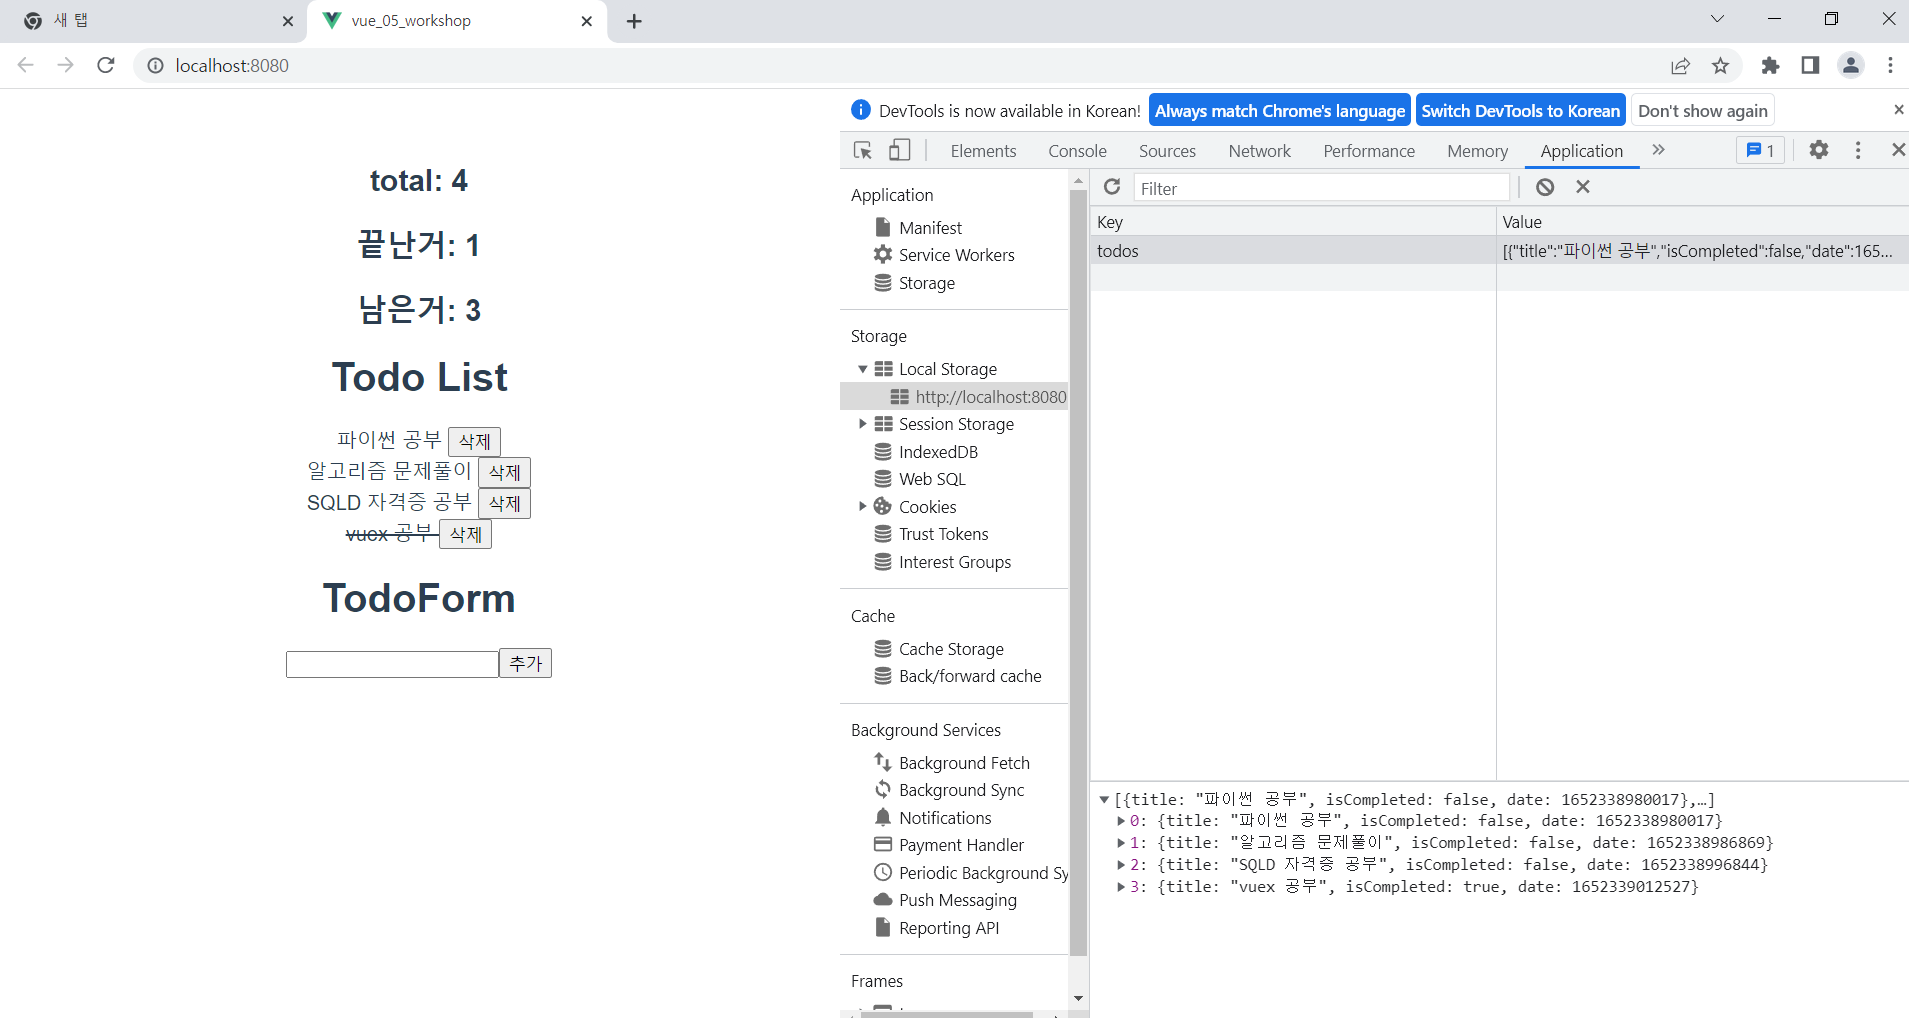 새 탭
vue_05_workshop
localhost:8080
total: 4
끝난거: 1
남은거: 3
Todo List
파이썬 공부 삭제
알고리즘 문제풀이 삭제
SQLD 자격증 공부 삭제
vuex 공부 삭제
TodoForm
추가
DevTools is now available in Korean! Always match Chrome's language Switch DevTools to Korean Don't show again
Elements Console Sources Network Performance Memory Application 1
Application
Manifest
Service Workers
Storage
Storage
Local Storage
http://localhost:8080
Session Storage
IndexedDB
Web SQL
Cookies
Trust Tokens
Interest Groups
Cache
Cache Storage
Back/forward cache
Background Services
Background Fetch
Background Sync
Notifications
Payment Handler
Periodic Background Sy
Push Messaging
Reporting API
Frames
Filter
Key Value
todos [{"title":"파이썬 공부","isCompleted":false,"date":165...
[{title: "파이썬 공부", isCompleted: false, date: 1652338980017},…]
0: {title: "파이썬 공부", isCompleted: false, date: 1652338980017}
1: {title: "알고리즘 문제풀이", isCompleted: false, date: 1652338986869}
2: {title: "SQLD 자격증 공부", isCompleted: false, date: 1652338996844}
3: {title: "vuex 공부", isCompleted: true, date: 1652339012527}